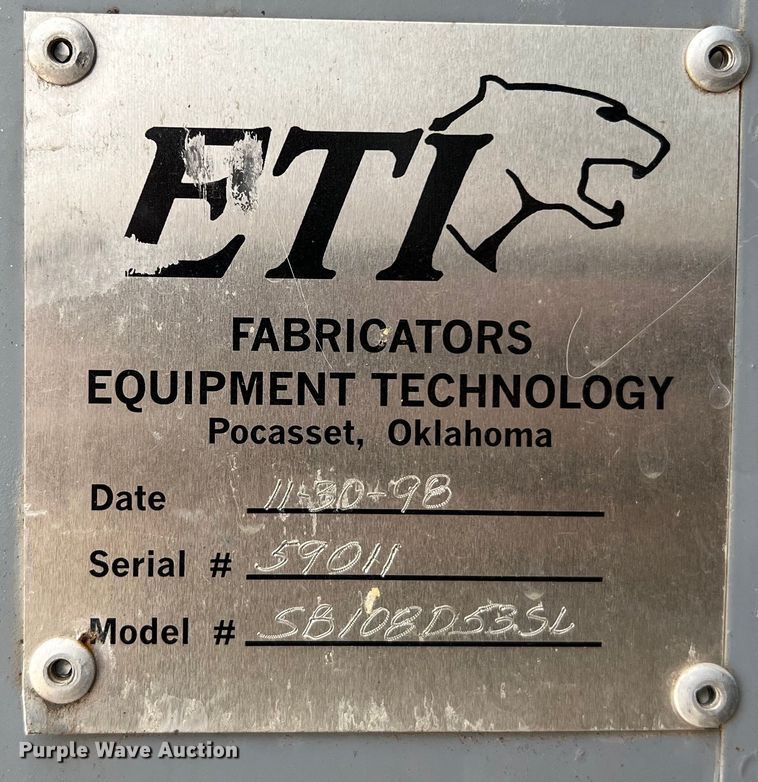 ETI
FABRICATORS
EQUIPMENT TECHNOLOGY
Pocasset, Oklahoma
Date 11-30-98
Serial # 59011
Model # SB108D53SL
Purple Wave Auction